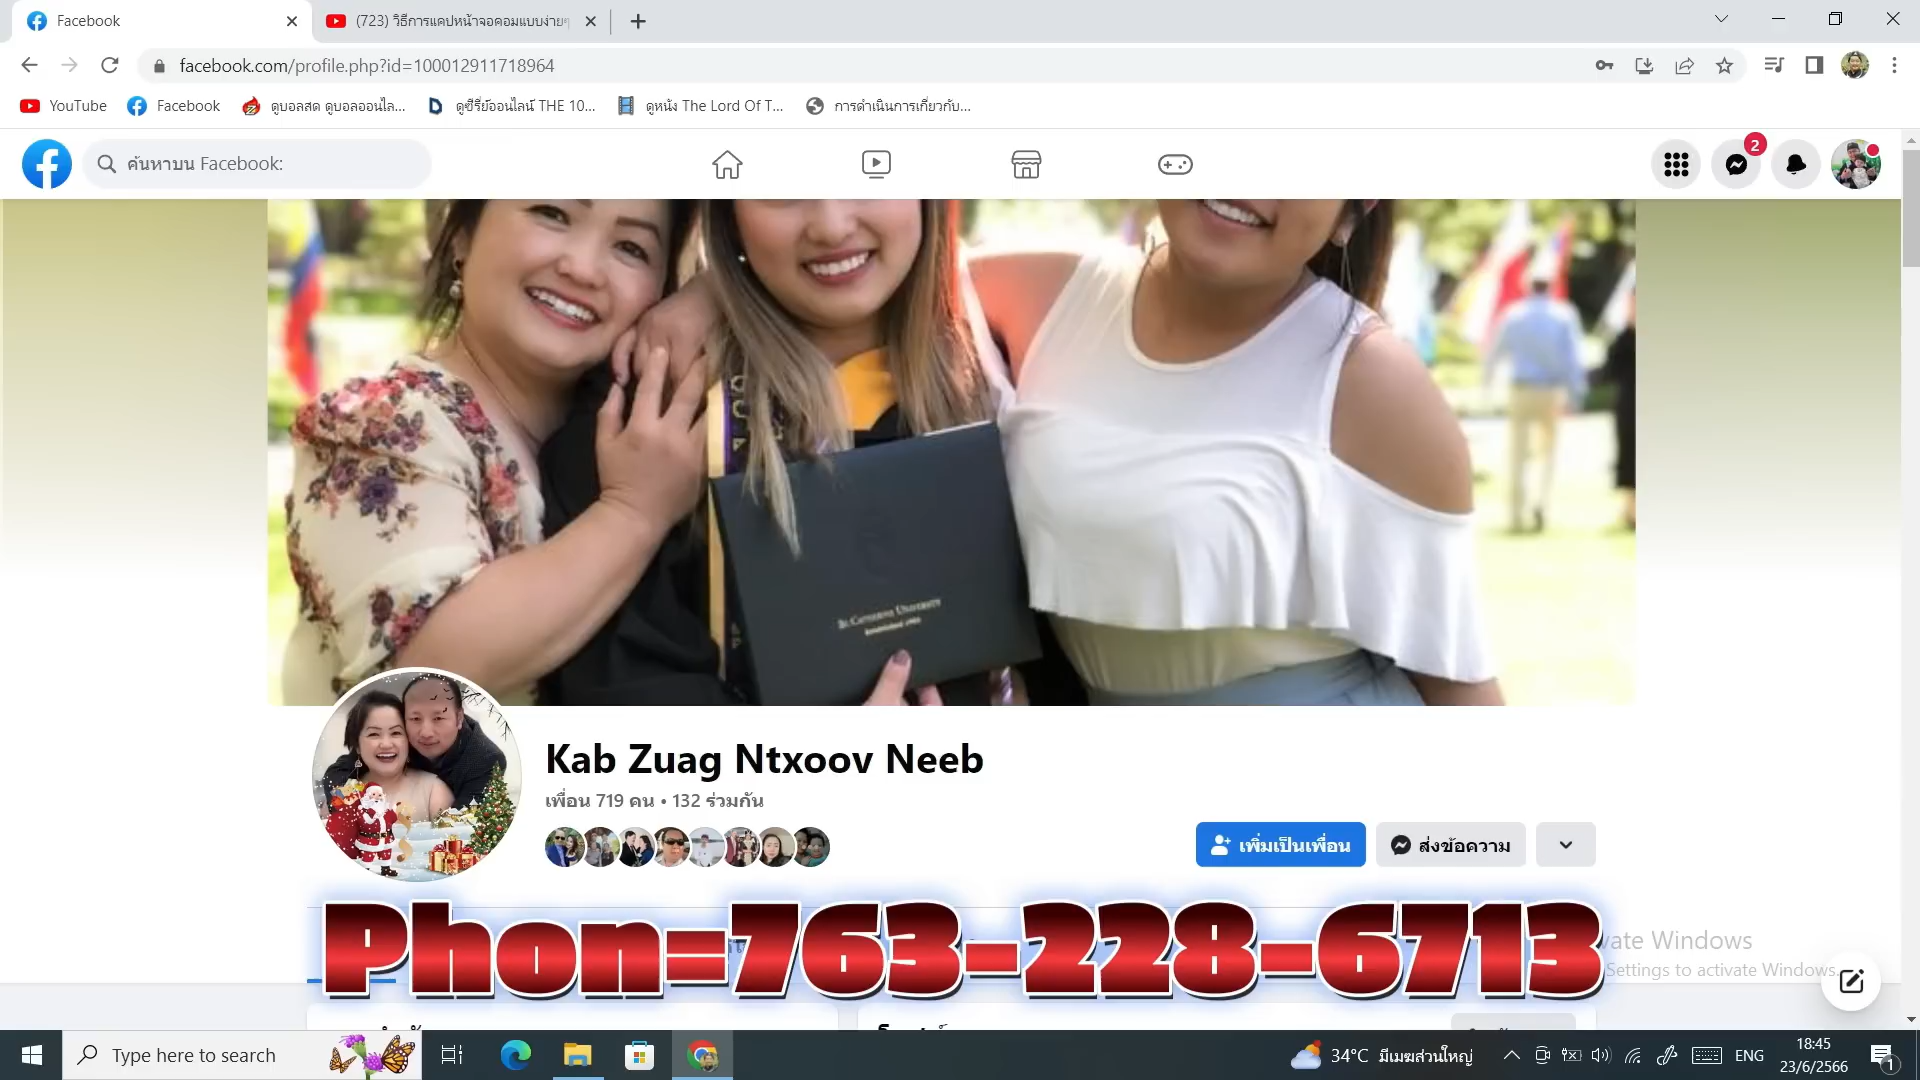 Facebook
(723) วิธีการแคปหน้าจอคอมแบบง่ายๆ
facebook.com/profile.php?id=100012911718964
YouTube
Facebook
ดูบอลสด ดูบอลออนไล...
ดูซีรี่ย์ออนไลน์ THE 10...
ดูหนัง The Lord Of T...
การดำเนินการเกี่ยวกับ...
ค้นหาบน Facebook:
2
St. Catherine University
Kab Zuag Ntxoov Neeb
เพื่อน 719 คน • 132 ร่วมกัน
เพิ่มเป็นเพื่อน
ส่งข้อความ
Phon=763-228-6713
vate Windows
Settings to activate Windows.
Type here to search
34°C มีเมฆส่วนใหญ่
ENG
18:45
23/6/2566
1